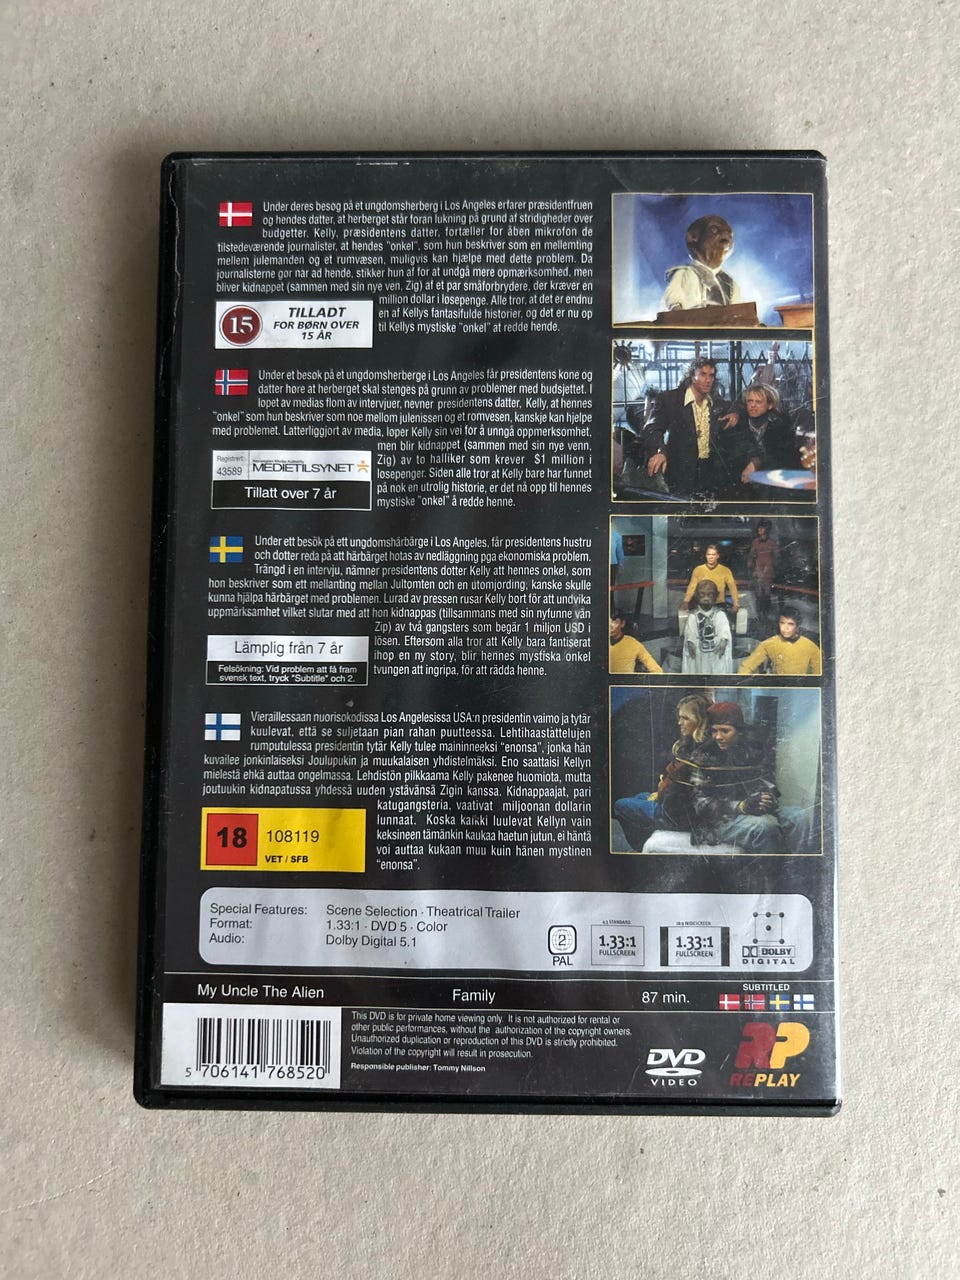 Under deres besøg på et ungdomsherberg i Los Angeles erfarer præsidentfruen
og hendes datter, at herberget står foran lukning på grund af stridigheder over
budgetter. Kelly, præsidentens datter, fortæller for åben mikrofon de
tilstedeværende journalister, at hendes "onkel", som hun beskriver som en mellemting
mellem julemanden og et rumvæsen, muligvis kan hjælpe med dette problem. Da
journalisterne gør nar ad hende, stikker hun af for at undgå mere opmærksomhed, men
bliver kidnappet (sammen med sin nye ven, Zig) af et par småforbrydere, der kræver en
million dollar i løsepenge. Alle tror, at det er endnu
en af Kellys fantasifulde historier, og det er nu op
til Kellys mystiske "onkel" at redde hende.
15
TILLADT
FOR BØRN OVER
15 ÅR
Under et besøk på et ungdomsherberge i Los Angeles får presidentens kone og
datter høre at herberget skal stenges på grunn av problemer med budsjettet. I
løpet av medias flom av intervjuer, nevner presidentens datter, Kelly, at hennes
"onkel" som hun beskriver som noe mellom julenissen og et romvesen, kanskje kan hjelpe
med problemet. Latterliggjort av media, løper Kelly sin vei for å unngå oppmerksomhet,
men blir kidnappet (sammen med sin nye venn,
Zig) av to halliker som krever $1 million i
løsepenger. Siden alle tror at Kelly bare har funnet
på nok en utrolig historie, er det nå opp til hennes
mystiske "onkel" å redde henne.
Registrert:
43589
MEDIETILSYNET
Tillatt over 7 år
Under ett besök på ett ungdomshärbärge i Los Angeles, får presidentens hustru
och dotter reda på att härbärget hotas av nedläggning pga ekonomiska problem.
Trängd i en intervju, nämner presidentens dotter Kelly att hennes onkel, som
hon beskriver som ett mellanting mellan Jultomten och en utomjording, kanske skulle
kunna hjälpa härbärget med problemen. Lurad av pressen rusar Kelly bort för att undvika
uppmärksamhet vilket slutar med att hon kidnappas (tillsammans med sin nyfunne vän
Zip) av två gangsters som begär 1 miljon USD i
lösen. Eftersom alla tror att Kelly bara fantiserat
ihop en ny story, blir hennes mystiska onkel
tvungen att ingripa, för att rädda henne.
Lämplig från 7 år
Felsökning: Vid problem att få fram
svensk text, tryck "Subtitle" och 2.
Vieraillessaan nuorisokodissa Los Angelesissa USA:n presidentin vaimo ja tytär
kuulevat, että se suljetaan pian rahan puutteessa. Lehtihaastattelujen
rumputulessa presidentin tytär Kelly tulee maininneeksi "enonsa", jonka hän
kuvailee jonkinlaiseksi Joulupukin ja muukalaisen yhdistelmäksi. Eno saattaisi Kellyn
mielestä ehkä auttaa ongelmassa. Lehdistön pilkkaama Kelly pakenee huomiota, mutta
joutuukin kidnapatussa yhdessä uuden ystävänsä Zigin kanssa. Kidnappaajat, pari
katugangsteria, vaativat miljoonan dollarin
lunnaat. Koska kaikki luulevat Kellyn vain
keksineen tämänkin kaukaa haetun jutun, ei häntä
voi auttaa kukaan muu kuin hänen mystinen
"enonsa".
18
108119
VET / SFB
Special Features: Scene Selection · Theatrical Trailer
Format: 1.33:1 · DVD 5 · Color
Audio: Dolby Digital 5.1
2
PAL
4:3 STANDARD
1.33:1
FULLSCREEN
16:9 WIDESCREEN
1.33:1
FULLSCREEN
DOLBY
DIGITAL
My Uncle The Alien Family 87 min.
SUBTITLED
This DVD is for private home viewing only. It is not authorized for rental or
other public performances, without the authorization of the copyright owners.
Unauthorized duplication or reproduction of this DVD is strictly prohibited.
Violation of the copyright will result in prosecution.
Responsible publisher: Tommy Nillson
5 706141 768520
DVD
VIDEO
RP
REPLAY